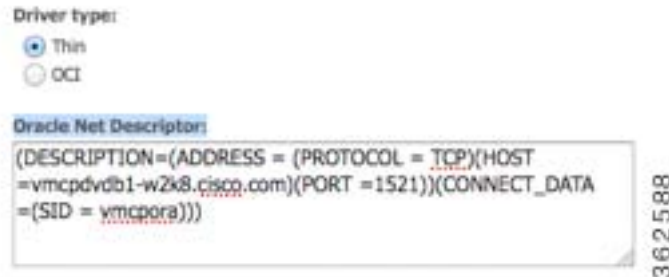 Driver type:
Thin
OCI
Oracle Net Descriptor:
(DESCRIPTION=(ADDRESS = (PROTOCOL = TCP)(HOST
=vmcpdvdb1-w2k8.cisco.com)(PORT =1521))(CONNECT_DATA
=(SID = vmcpora)))
362588